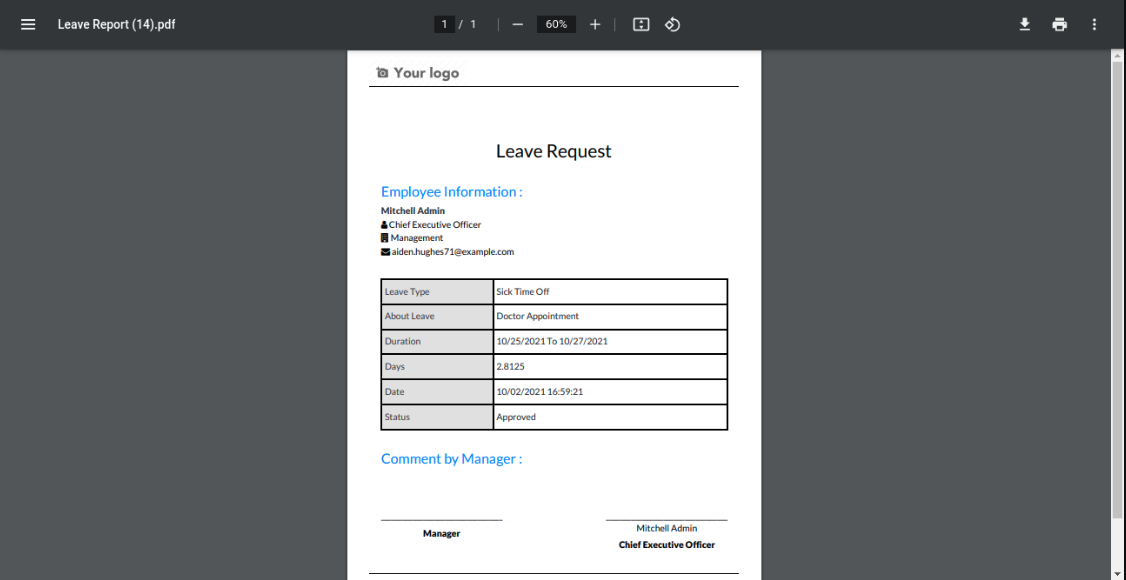 Leave Report (14).pdf
1 / 1
60%
Your logo
Leave Request
Employee Information :
Mitchell Admin
Chief Executive Officer
Management
aiden.hughes71@example.com
Leave Type Sick Time Off
About Leave Doctor Appointment
Duration 10/25/2021 To 10/27/2021
Days 2.8125
Date 10/02/2021 16:59:21
Status Approved
Comment by Manager :
Manager
Mitchell Admin
Chief Executive Officer